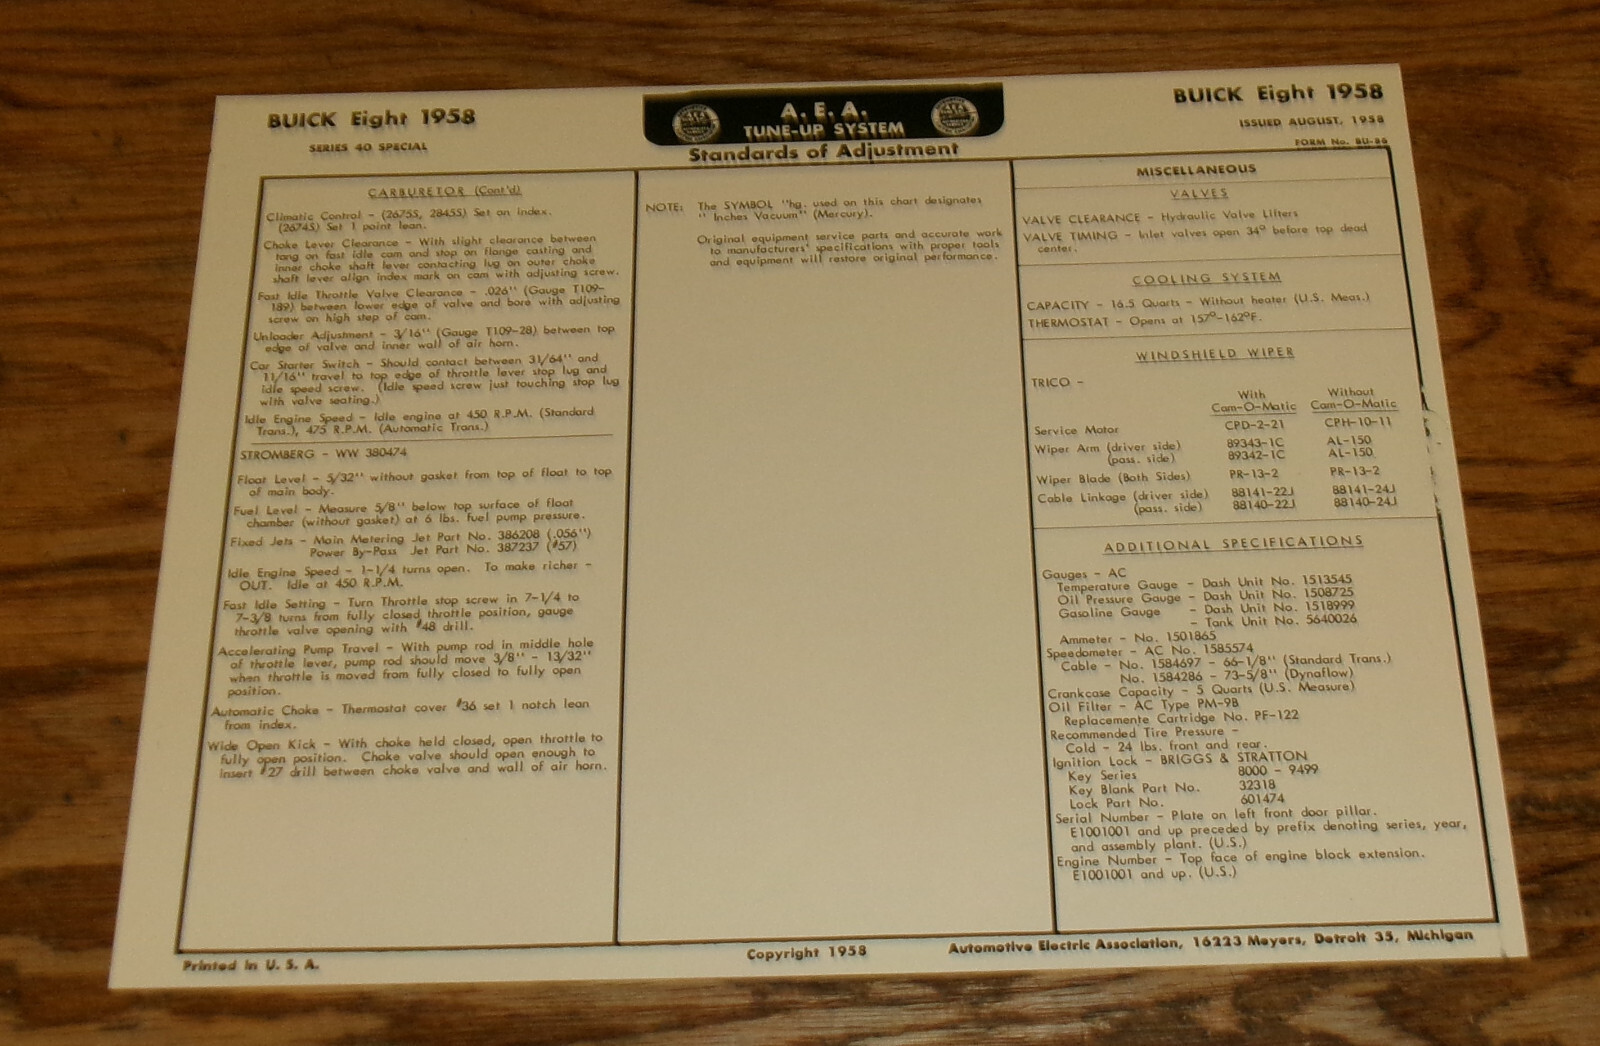 BUICK Eight 1958
SERIES 40 SPECIAL
A.E.A.
TUNE-UP SYSTEM
Standards of Adjustment
BUICK Eight 1958
ISSUED AUGUST, 1958
FORM No. BU-86
CARBURETOR (Cont'd)
Climatic Control - (2675S, 2845S) Set on index.
(2674S) Set 1 point lean.
Choke Lever Clearance - With slight clearance between
tang on fast idle cam and stop on flange casting and
inner choke shaft lever contacting lug on outer choke
shaft lever align index mark on cam with adjusting screw.
Fast Idle Throttle Valve Clearance - .026" (Gauge T109-
189) between lower edge of valve and bore with adjusting
screw on high step of cam.
Unloader Adjustment - 3/16" (Gauge T109-28) between top
edge of valve and inner wall of air horn.
Car Starter Switch - Should contact between 31/64" and
11/16" travel to top edge of throttle lever stop lug and
idle speed screw. (Idle speed screw just touching stop lug
with valve seating.)
Idle Engine Speed - Idle engine at 450 R.P.M. (Standard
Trans.), 475 R.P.M. (Automatic Trans.)
STROMBERG - WW 380474
Float Level - 5/32" without gasket from top of float to top
of main body.
Fuel Level - Measure 5/8" below top surface of float
chamber (without gasket) at 6 lbs. fuel pump pressure.
Fixed Jets - Main Metering Jet Part No. 386208 (.056")
Power By-Pass Jet Part No. 387237 (#57)
Idle Engine Speed - 1-1/4 turns open. To make richer -
OUT. Idle at 450 R.P.M.
Fast Idle Setting - Turn Throttle stop screw in 7-1/4 to
7-3/8 turns from fully closed throttle position, gauge
throttle valve opening with #48 drill.
Accelerating Pump Travel - With pump rod in middle hole
of throttle lever, pump rod should move 3/8" - 13/32"
when throttle is moved from fully closed to fully open
position.
Automatic Choke - Thermostat cover #36 set 1 notch lean
from index.
Wide Open Kick - With choke held closed, open throttle to
fully open position. Choke valve should open enough to
insert #27 drill between choke valve and wall of air horn.
NOTE: The SYMBOL "hg. used on this chart designates
" Inches Vacuum" (Mercury).
Original equipment service parts and accurate work
to manufacturers' specifications with proper tools
and equipment will restore original performance.
MISCELLANEOUS
VALVES
VALVE CLEARANCE - Hydraulic Valve Lifters
VALVE TIMING - Inlet valves open 34° before top dead
center.
COOLING SYSTEM
CAPACITY - 16.5 Quarts - Without heater (U.S. Meas.)
THERMOSTAT - Opens at 157°-162°F.
WINDSHIELD WIPER
TRICO -
With Without
Cam-O-Matic Cam-O-Matic
Service Motor CPD-2-21 CPH-10-11
Wiper Arm (driver side) 89343-1C AL-150
(pass. side) 89342-1C AL-150
Wiper Blade (Both Sides) PR-13-2 PR-13-2
Cable Linkage (driver side) 88141-22J 88141-24J
(pass. side) 88140-22J 88140-24J
ADDITIONAL SPECIFICATIONS
Gauges - AC
Temperature Gauge - Dash Unit No. 1513545
Oil Pressure Gauge - Dash Unit No. 1508725
Gasoline Gauge - Dash Unit No. 1518999
- Tank Unit No. 5640026
Ammeter - No. 1501865
Speedometer - AC No. 1585574
Cable - No. 1584697 - 66-1/8" (Standard Trans.)
No. 1584286 - 73-5/8" (Dynaflow)
Crankcase Capacity - 5 Quarts (U.S. Measure)
Oil Filter - AC Type PM-9B
Replacemente Cartridge No. PF-122
Recommended Tire Pressure -
Cold - 24 lbs. front and rear.
Ignition Lock - BRIGGS & STRATTON
Key Series 8000 - 9499
Key Blank Part No. 32318
Lock Part No. 601474
Serial Number - Plate on left front door pillar.
E1001001 and up preceded by prefix denoting series, year,
and assembly plant. (U.S.)
Engine Number - Top face of engine block extension.
E1001001 and up. (U.S.)
Printed in U. S. A.
Copyright 1958
Automotive Electric Association, 16223 Meyers, Detroit 35, Michigan